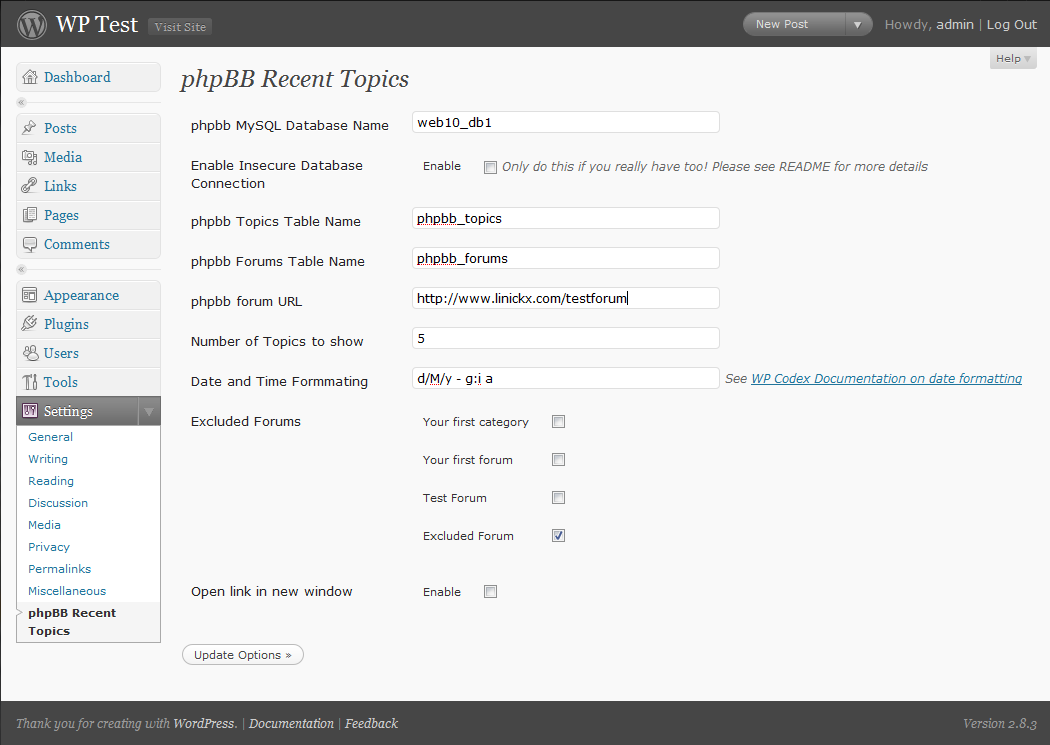 WP Test Visit Site New Post Howdy, admin | Log Out
Help
Dashboard
Posts
Media
Links
Pages
Comments
Appearance
Plugins
Users
Tools
Settings
General
Writing
Reading
Discussion
Media
Privacy
Permalinks
Miscellaneous
phpBB Recent
Topics
phpBB Recent Topics
phpbb MySQL Database Name web10_db1
Enable Insecure Database
Connection
Enable Only do this if you really have too! Please see README for more details
phpbb Topics Table Name phpbb_topics
phpbb Forums Table Name phpbb_forums
phpbb forum URL http://www.linickx.com/testforum
Number of Topics to show 5
Date and Time Formmating d/M/y - g:i a See WP Codex Documentation on date formatting
Excluded Forums Your first category
Your first forum
Test Forum
Excluded Forum
Open link in new window Enable
Update Options »
Thank you for creating with WordPress. | Documentation | Feedback Version 2.8.3